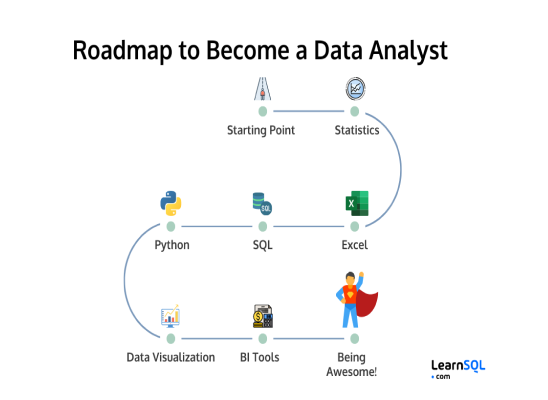 Roadmap to Become a Data Analyst
Starting Point
Statistics
Excel
X
SQL
SQL
Python
Data Visualization
BI Tools
Being
Awesome!
LearnSQL
.com